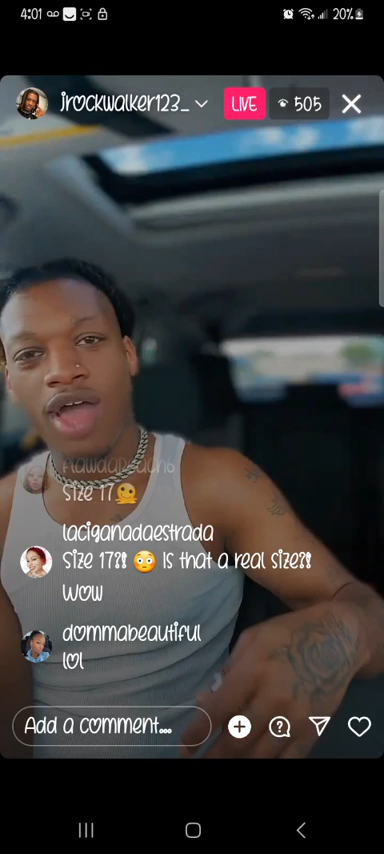 4:01
20%
jrockwalker123_
LIVE
505
Size 17🫠
laciganadaestrada
Size 17⁇ 😳 Is that a real size⁈
Wow
dommabeautiful
lol
Add a comment...